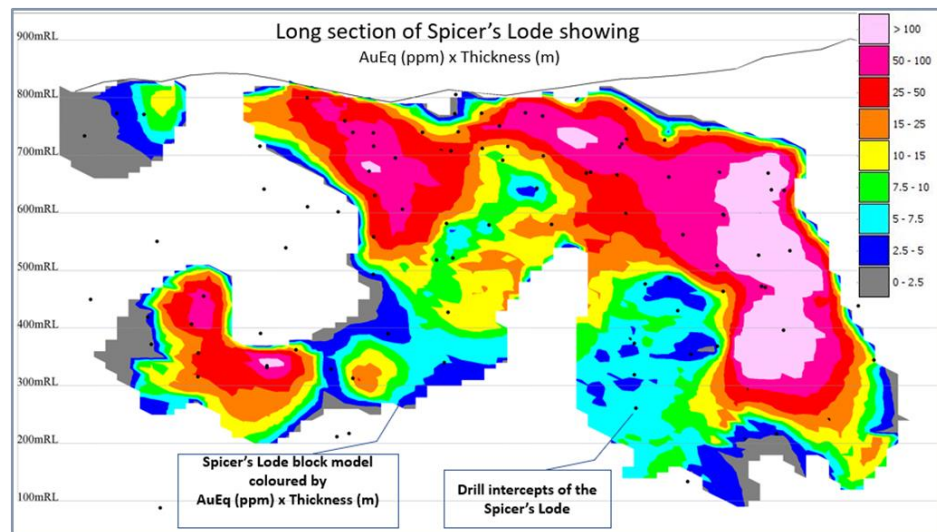 Long section of Spicer's Lode showing
AuEq (ppm) x Thickness (m)
900mRL
800mRL
700mRL
600mRL
500mRL
400mRL
300mRL
200mRL
100mRL
> 100
50 - 100
25 - 50
15 - 25
10 - 15
7.5 - 10
5 - 7.5
2.5 - 5
0 - 2.5
Spicer's Lode block model
coloured by
AuEq (ppm) x Thickness (m)
Drill intercepts of the
Spicer's Lode